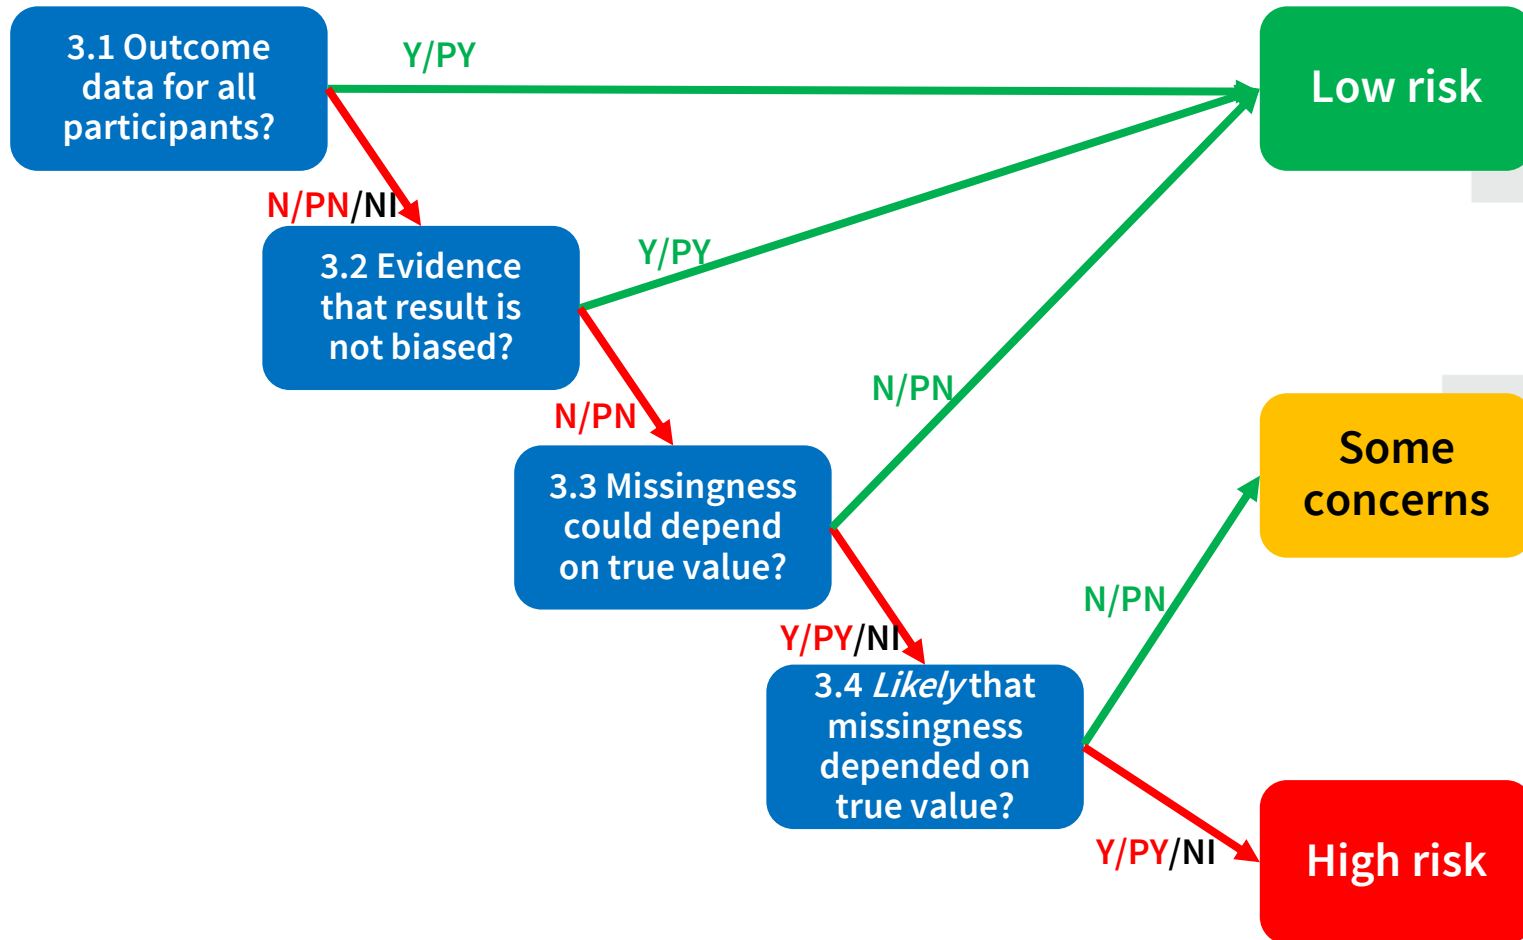 3.1 Outcome
data for all
participants?
Y/PY
Low risk
N/PN/NI
3.2 Evidence
that result is
not biased?
Y/PY
N/PN
N/PN
3.3 Missingness
could depend
on true value?
Some
concerns
N/PN
Y/PY/NI
3.4 Likely that
missingness
depended on
true value?
Y/PY/NI
High risk